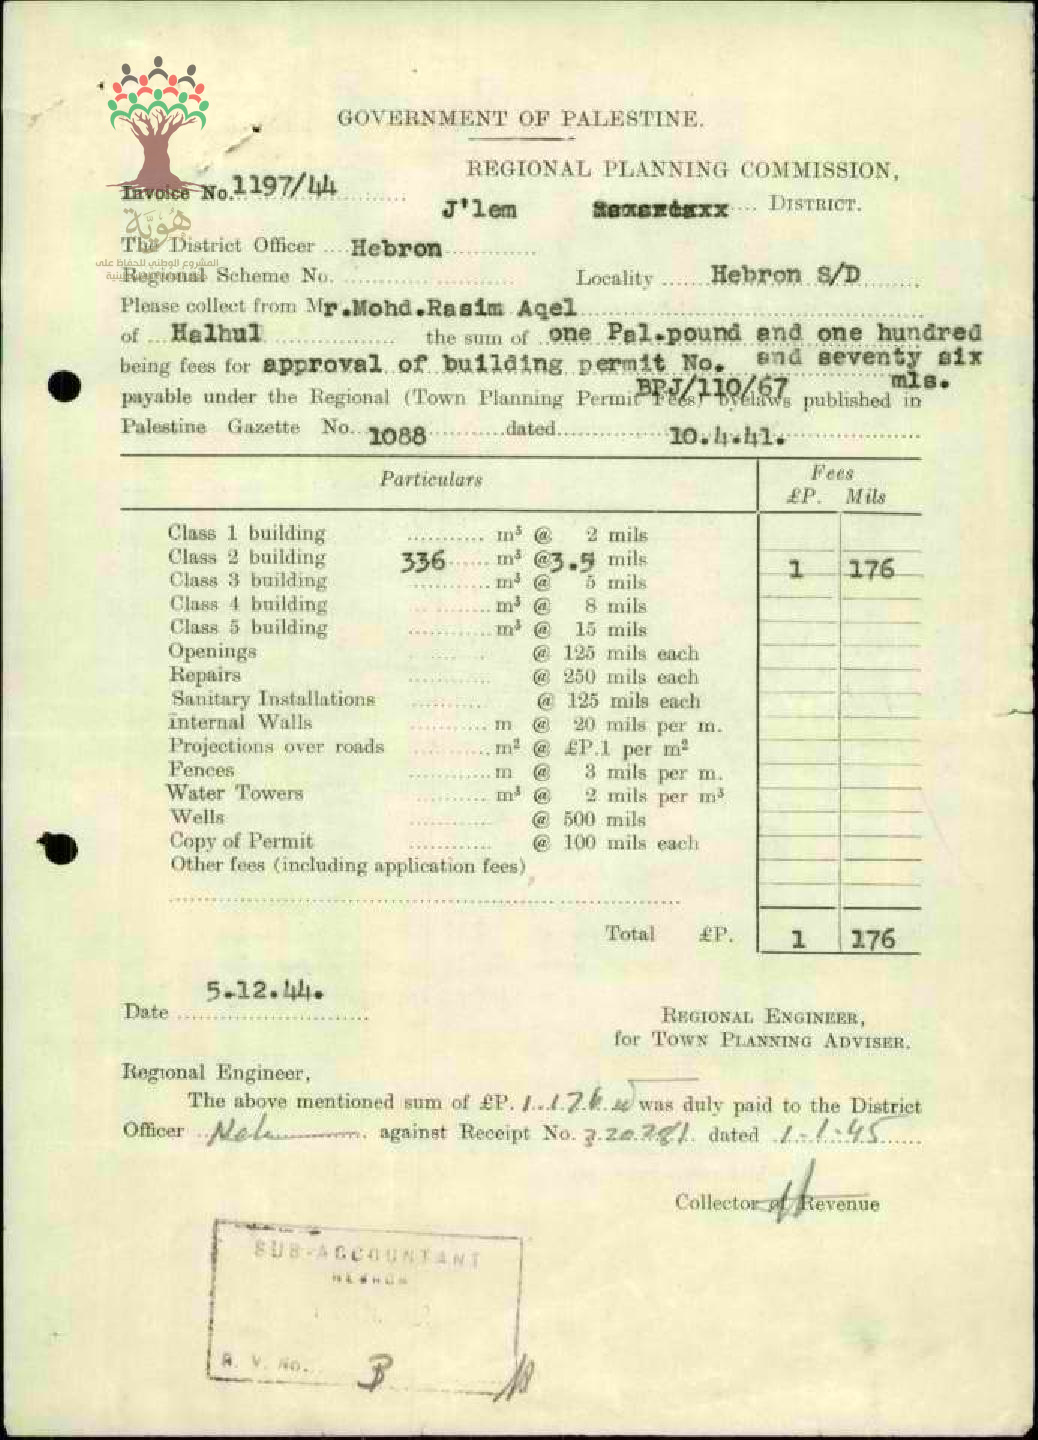 GOVERNMENT OF PALESTINE.
REGIONAL PLANNING COMMISSION,
Invoice No. 1197/44
J'lem DISTRICT.
هُوِيَّة
المشروع الوطني للحفاظ على
The District Officer .... Hebron
Regional Scheme No. Locality ....... Hebron S/D
Please collect from Mr.Mohd.Rasim Aqel
of ... Halhul the sum of one Pal.pound and one hundred
being fees for approval of building permit No. and seventy six
BPJ/110/67 mls.
payable under the Regional (Town Planning Permit Fees) byelaws published in
Palestine Gazette No. 1088 dated 10.4.41.
Particulars Fees
£P. Mils
Class 1 building ........... m³ @ 2 mils
Class 2 building 336 m³ @ 3.5 mils 1 176
Class 3 building ........... m³ @ 5 mils
Class 4 building ........... m³ @ 8 mils
Class 5 building ........... m³ @ 15 mils
Openings ........... @ 125 mils each
Repairs ........... @ 250 mils each
Sanitary Installations ........... @ 125 mils each
Internal Walls ........... m @ 20 mils per m.
Projections over roads ........... m² @ £P.1 per m²
Fences ........... m @ 3 mils per m.
Water Towers ........... m³ @ 2 mils per m³
Wells ........... @ 500 mils
Copy of Permit ........... @ 100 mils each
Other fees (including application fees)
Total £P. 1 176
5.12.44.
Date
REGIONAL ENGINEER,
for TOWN PLANNING ADVISER.
Regional Engineer,
The above mentioned sum of £P. 1.176 was duly paid to the District
Officer against Receipt No. dated 1-1-45
Collector of Revenue
SUB-ACCOUNTANT
HEBRON
R. V. No. 3